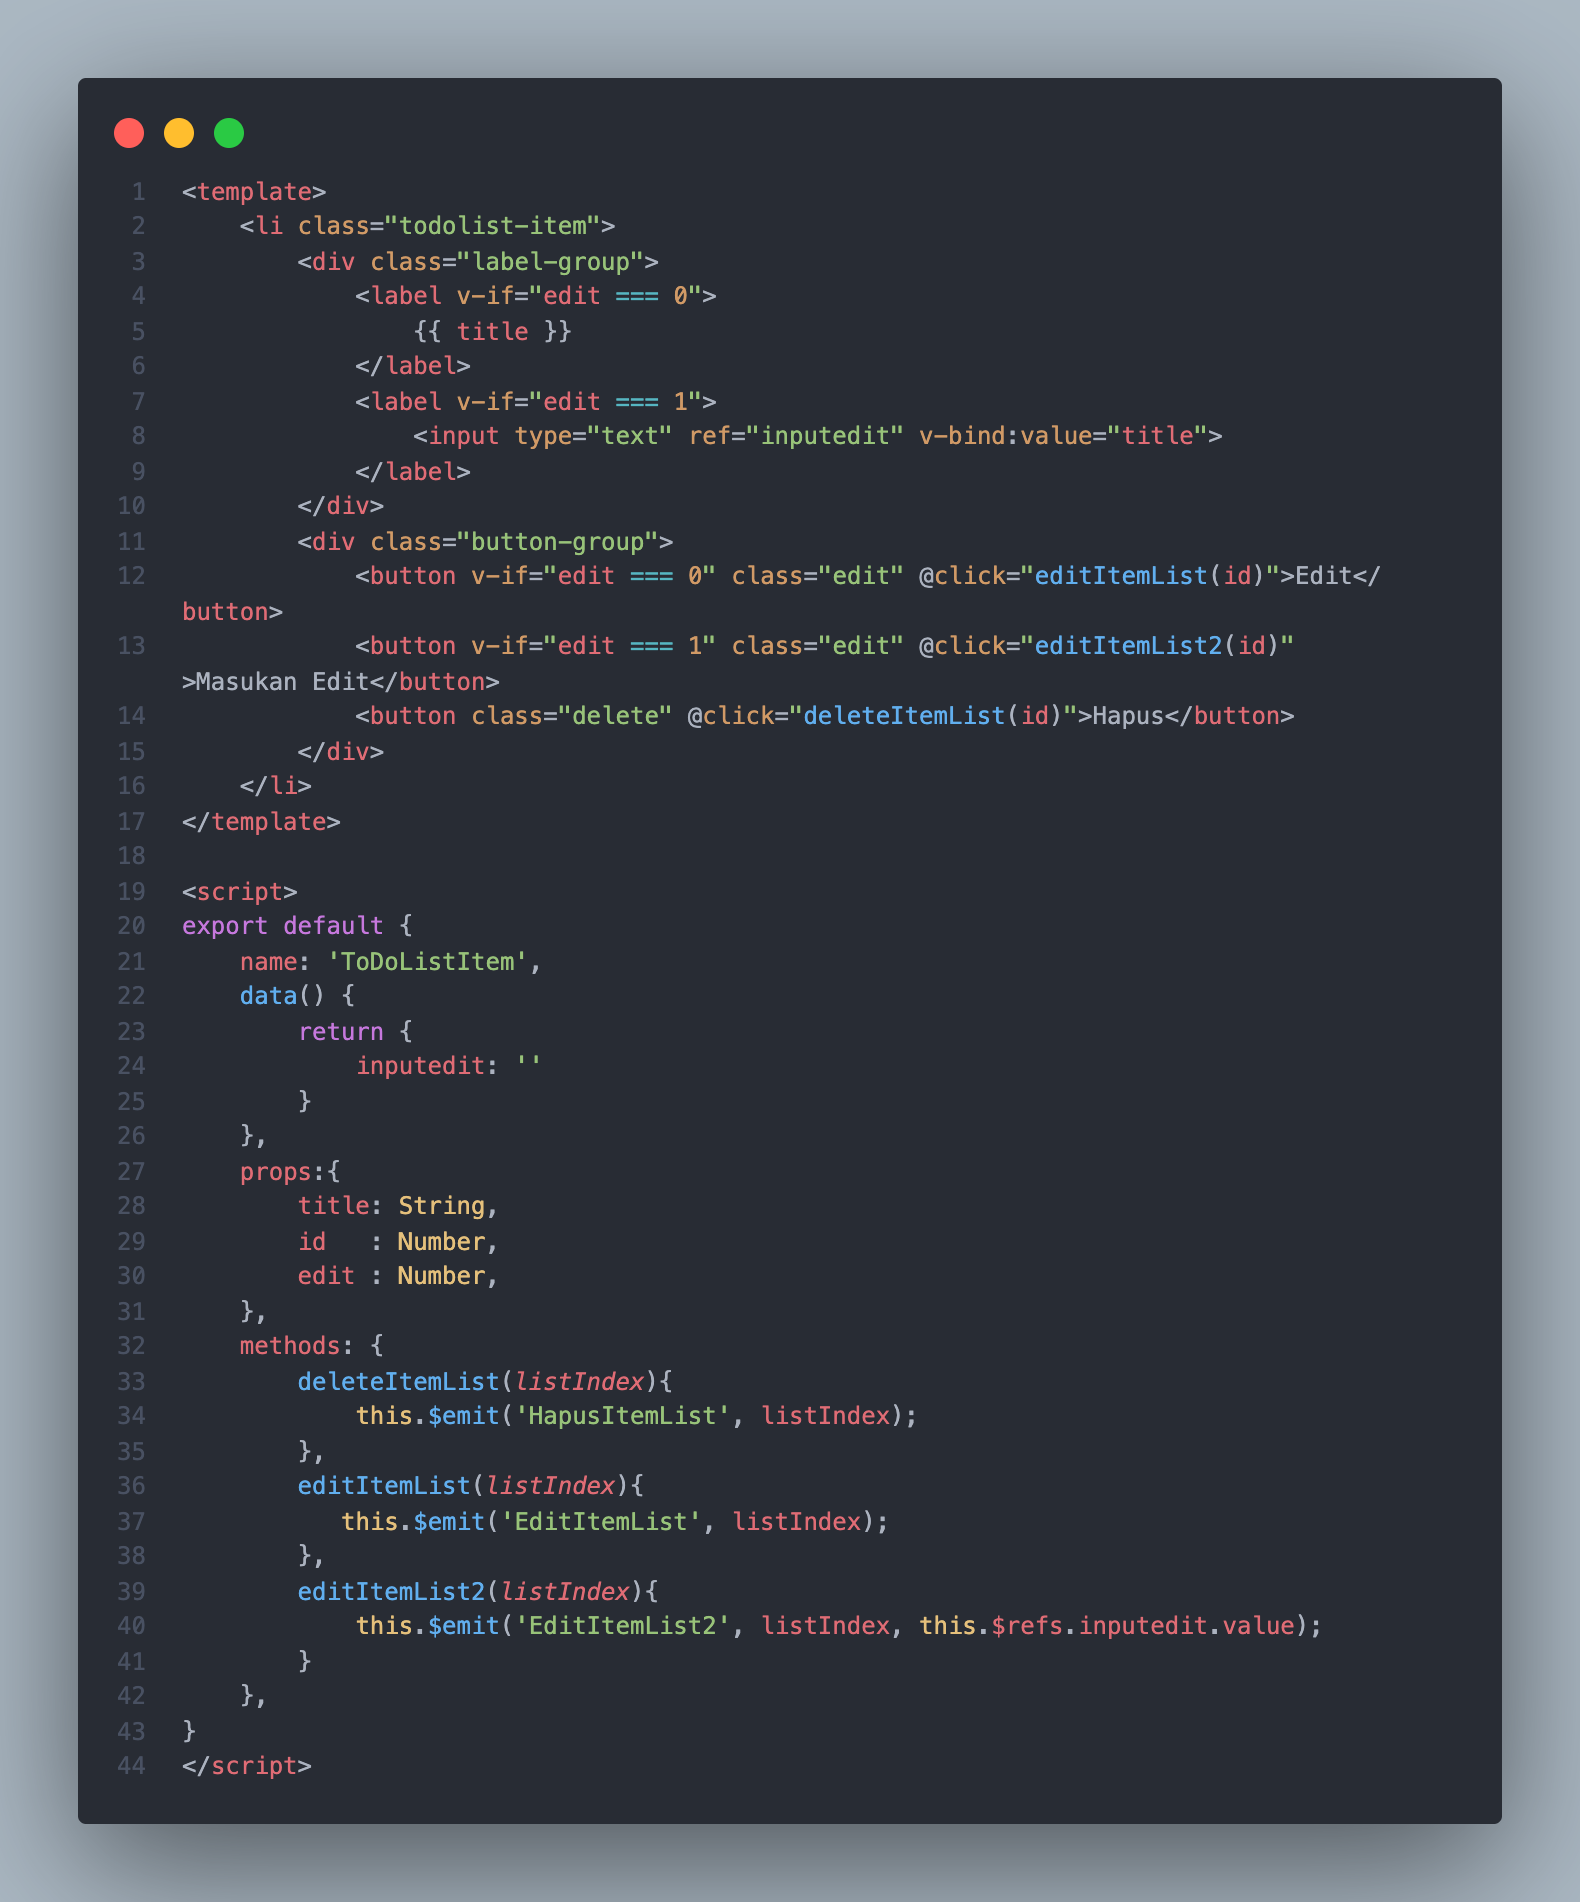 1 <template>
2     <li class="todolist-item">
3         <div class="label-group">
4             <label v-if="edit === 0">
5                 {{ title }}
6             </label>
7             <label v-if="edit === 1">
8                 <input type="text" ref="inputedit" v-bind:value="title">
9             </label>
10         </div>
11         <div class="button-group">
12             <button v-if="edit === 0" class="edit" @click="editItemList(id)">Edit</
button>
13             <button v-if="edit === 1" class="edit" @click="editItemList2(id)"
>Masukan Edit</button>
14             <button class="delete" @click="deleteItemList(id)">Hapus</button>
15         </div>
16     </li>
17 </template>
18
19 <script>
20 export default {
21     name: 'ToDoListItem',
22     data() {
23         return {
24             inputedit: ''
25         }
26     },
27     props:{
28         title: String,
29         id   : Number,
30         edit : Number,
31     },
32     methods: {
33         deleteItemList(listIndex){
34             this.$emit('HapusItemList', listIndex);
35         },
36         editItemList(listIndex){
37            this.$emit('EditItemList', listIndex);
38         },
39         editItemList2(listIndex){
40             this.$emit('EditItemList2', listIndex, this.$refs.inputedit.value);
41         }
42     },
43 }
44 </script>